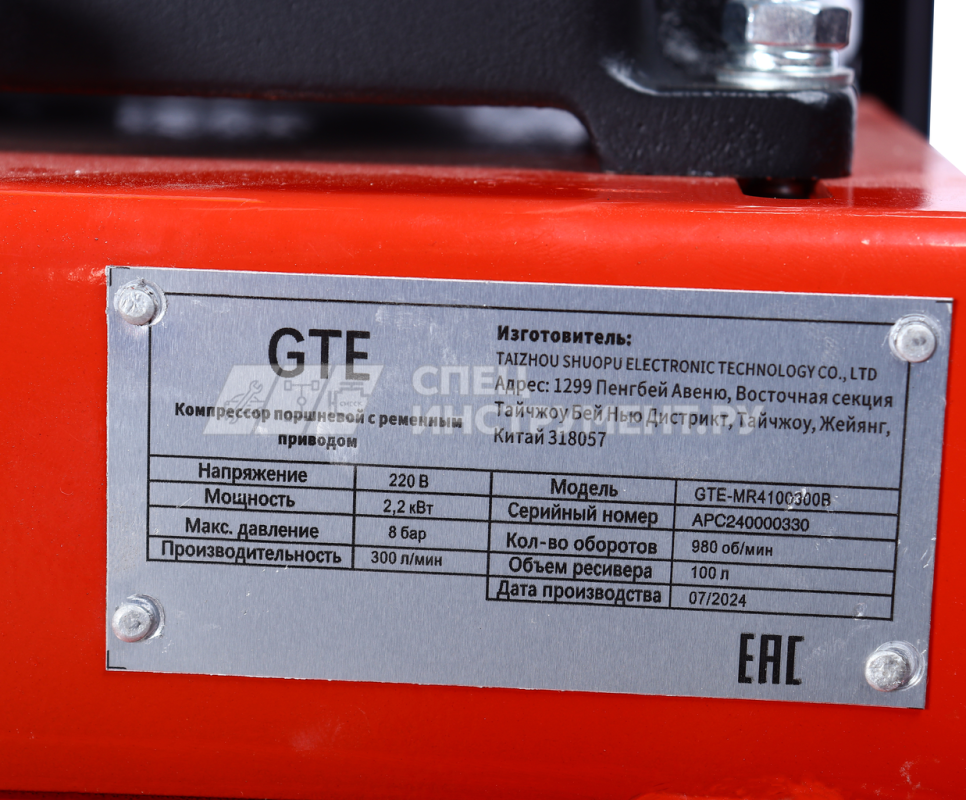 GTE
Компрессор поршневой с ременным
приводом
Изготовитель:
TAIZHOU SHUOPU ELECTRONIC TECHNOLOGY CO., LTD
Адрес: 1299 Пенгбей Авеню, Восточная секция
Тайчжоу Бей Нью Дистрикт, Тайчжоу, Жейянг,
Китай 318057
СПЕЦ
ИНСТРУМЕНТ.РУ
Напряжение 220 В
Мощность 2,2 кВт
Макс. давление 8 бар
Производительность 300 л/мин
Модель GTE-MR4100300B
Серийный номер APC240000330
Кол-во оборотов 980 об/мин
Объем ресивера 100 л
Дата производства 07/2024
EAC